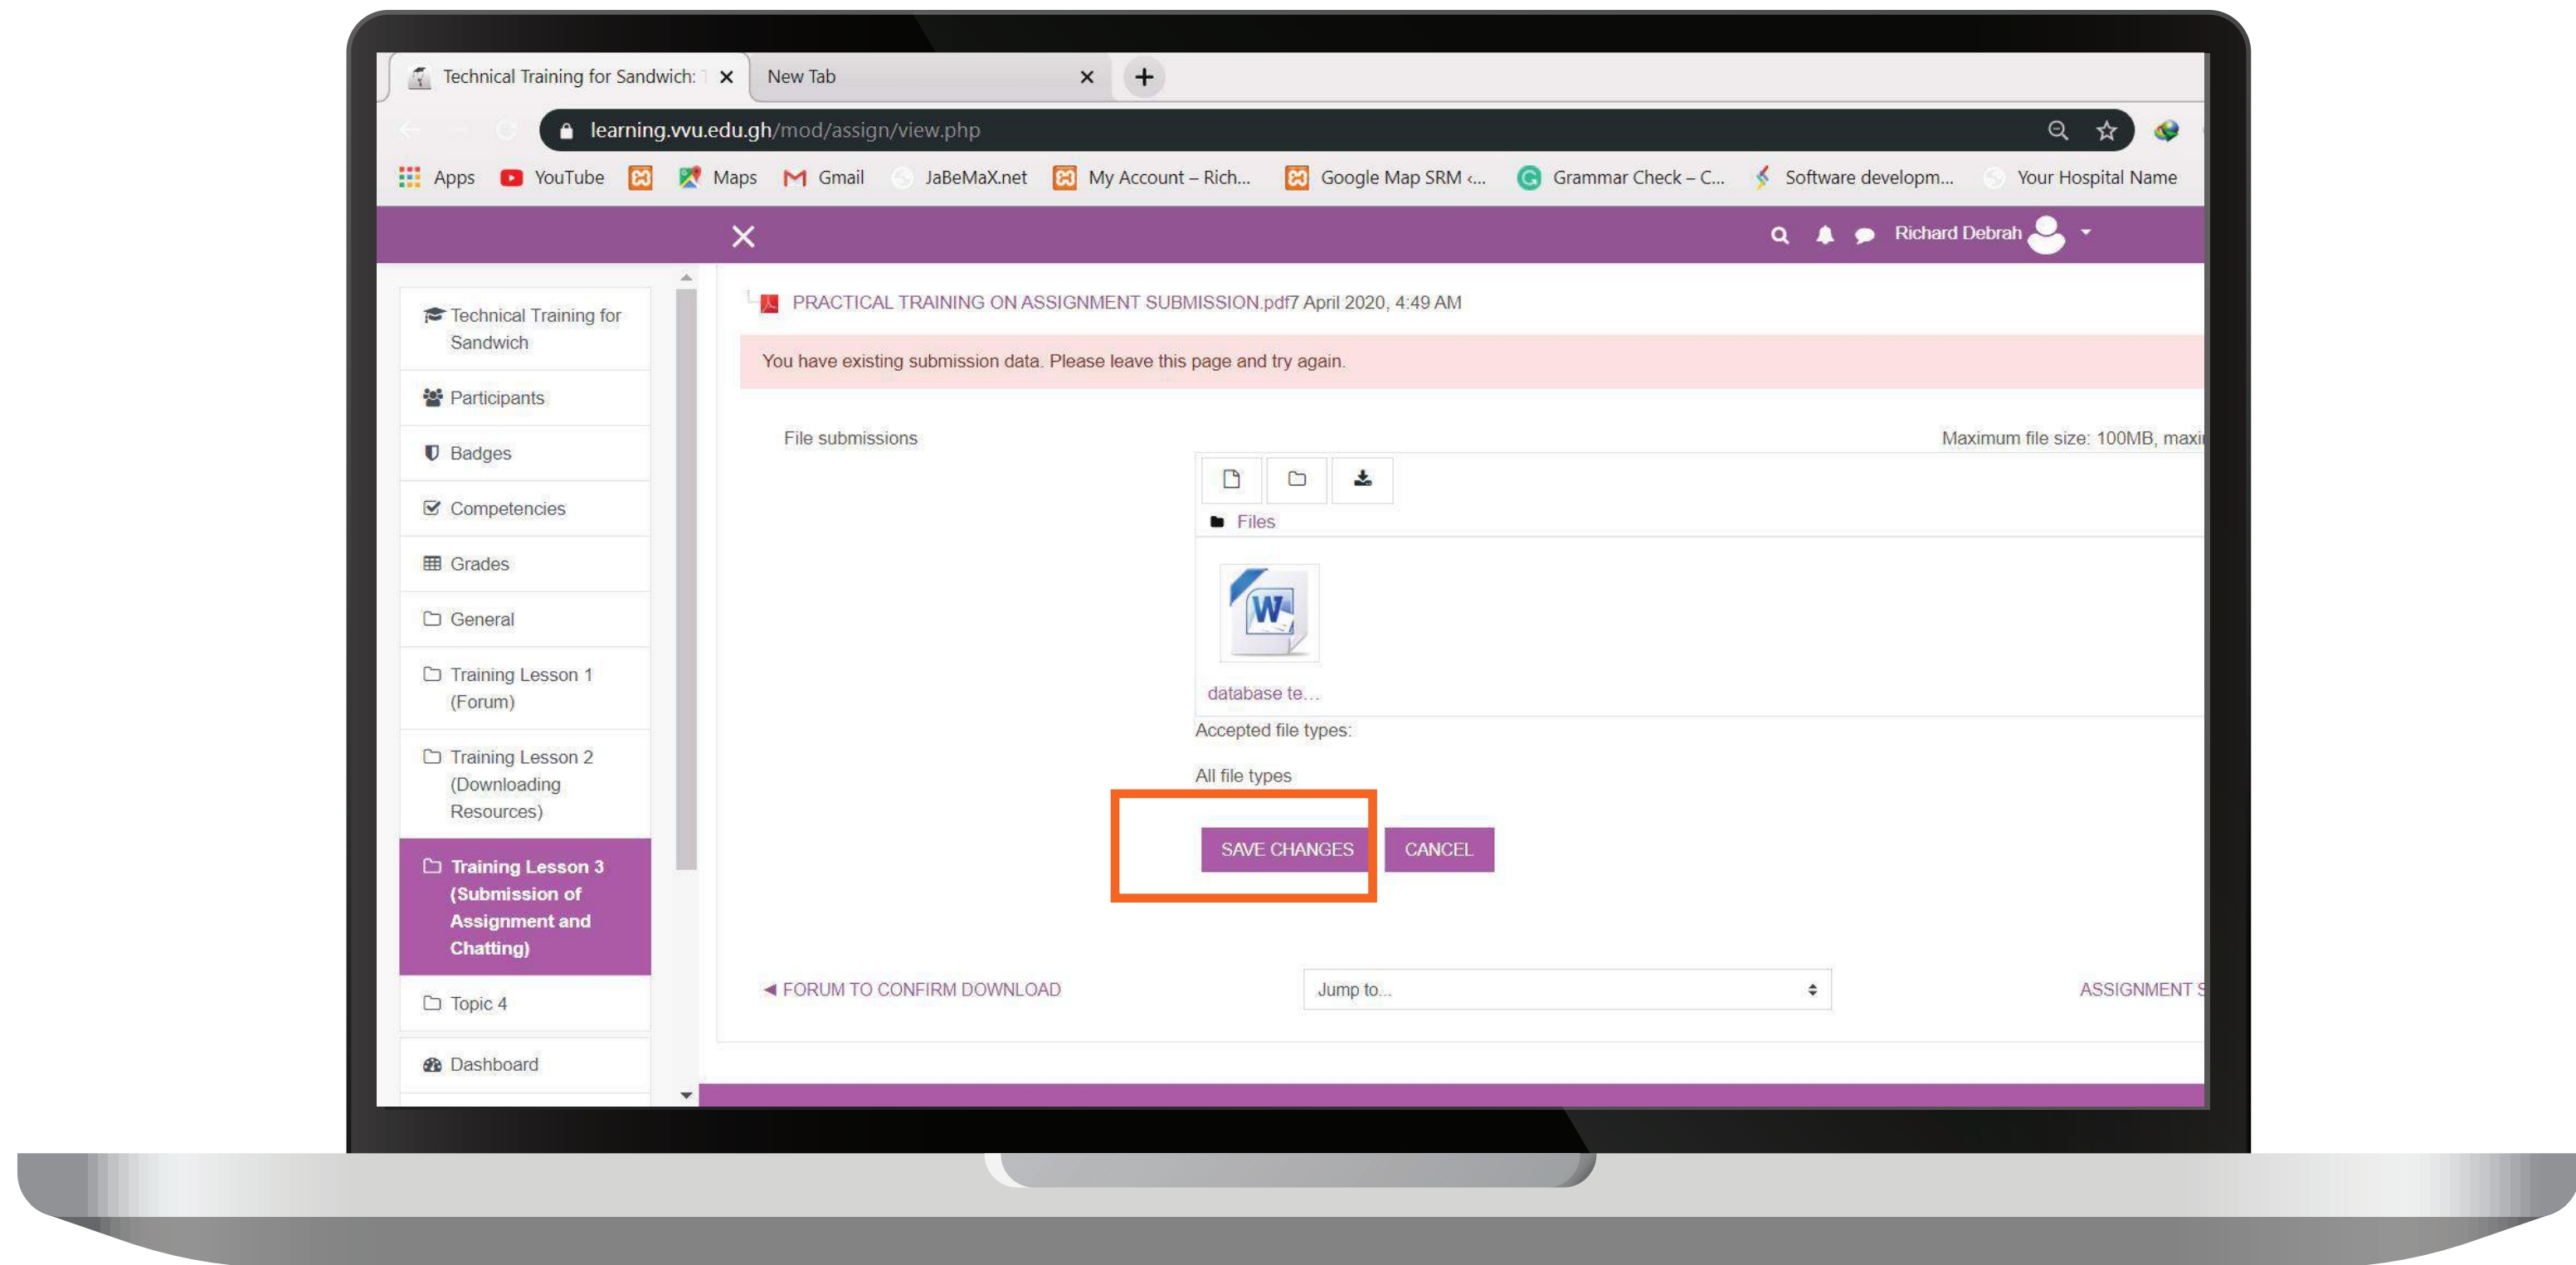 Technical Training for Sandwich:
New Tab
learning.vvu.edu.gh/mod/assign/view.php
Apps YouTube Maps Gmail JaBeMaX.net My Account – Rich... Google Map SRM ‹... Grammar Check – C... Software developm... Your Hospital Name
Richard Debrah
Technical Training for
Sandwich
Participants
Badges
Competencies
Grades
General
Training Lesson 1
(Forum)
Training Lesson 2
(Downloading
Resources)
Training Lesson 3
(Submission of
Assignment and
Chatting)
Topic 4
Dashboard
PRACTICAL TRAINING ON ASSIGNMENT SUBMISSION.pdf7 April 2020, 4:49 AM
You have existing submission data. Please leave this page and try again.
File submissions
Maximum file size: 100MB, maxi
Files
W
database te...
Accepted file types:
All file types
SAVE CHANGES CANCEL
◄ FORUM TO CONFIRM DOWNLOAD
Jump to...
ASSIGNMENT S